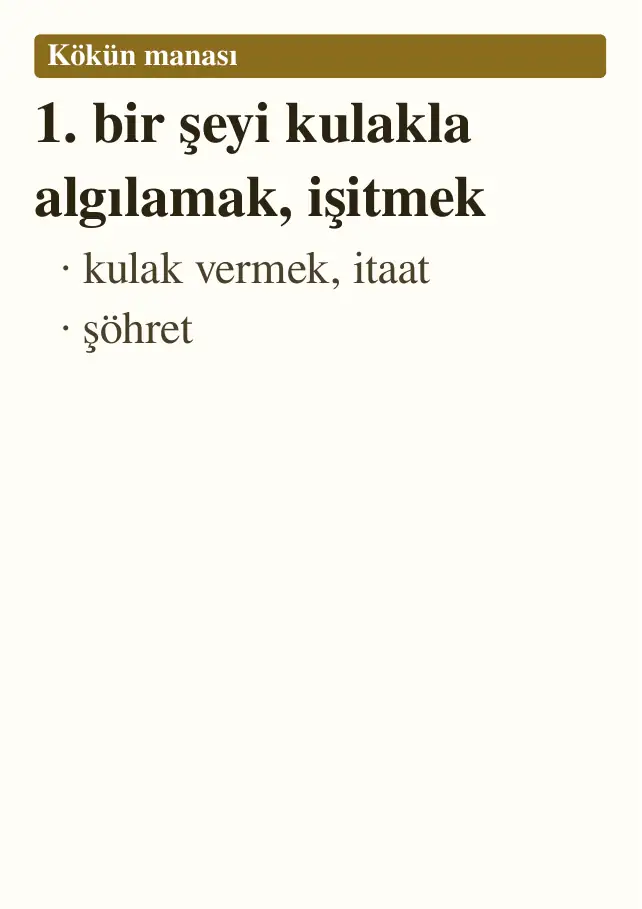 Kökün manası
1. bir şeyi kulakla
algılamak, işitmek
· kulak vermek, itaat
· şöhret